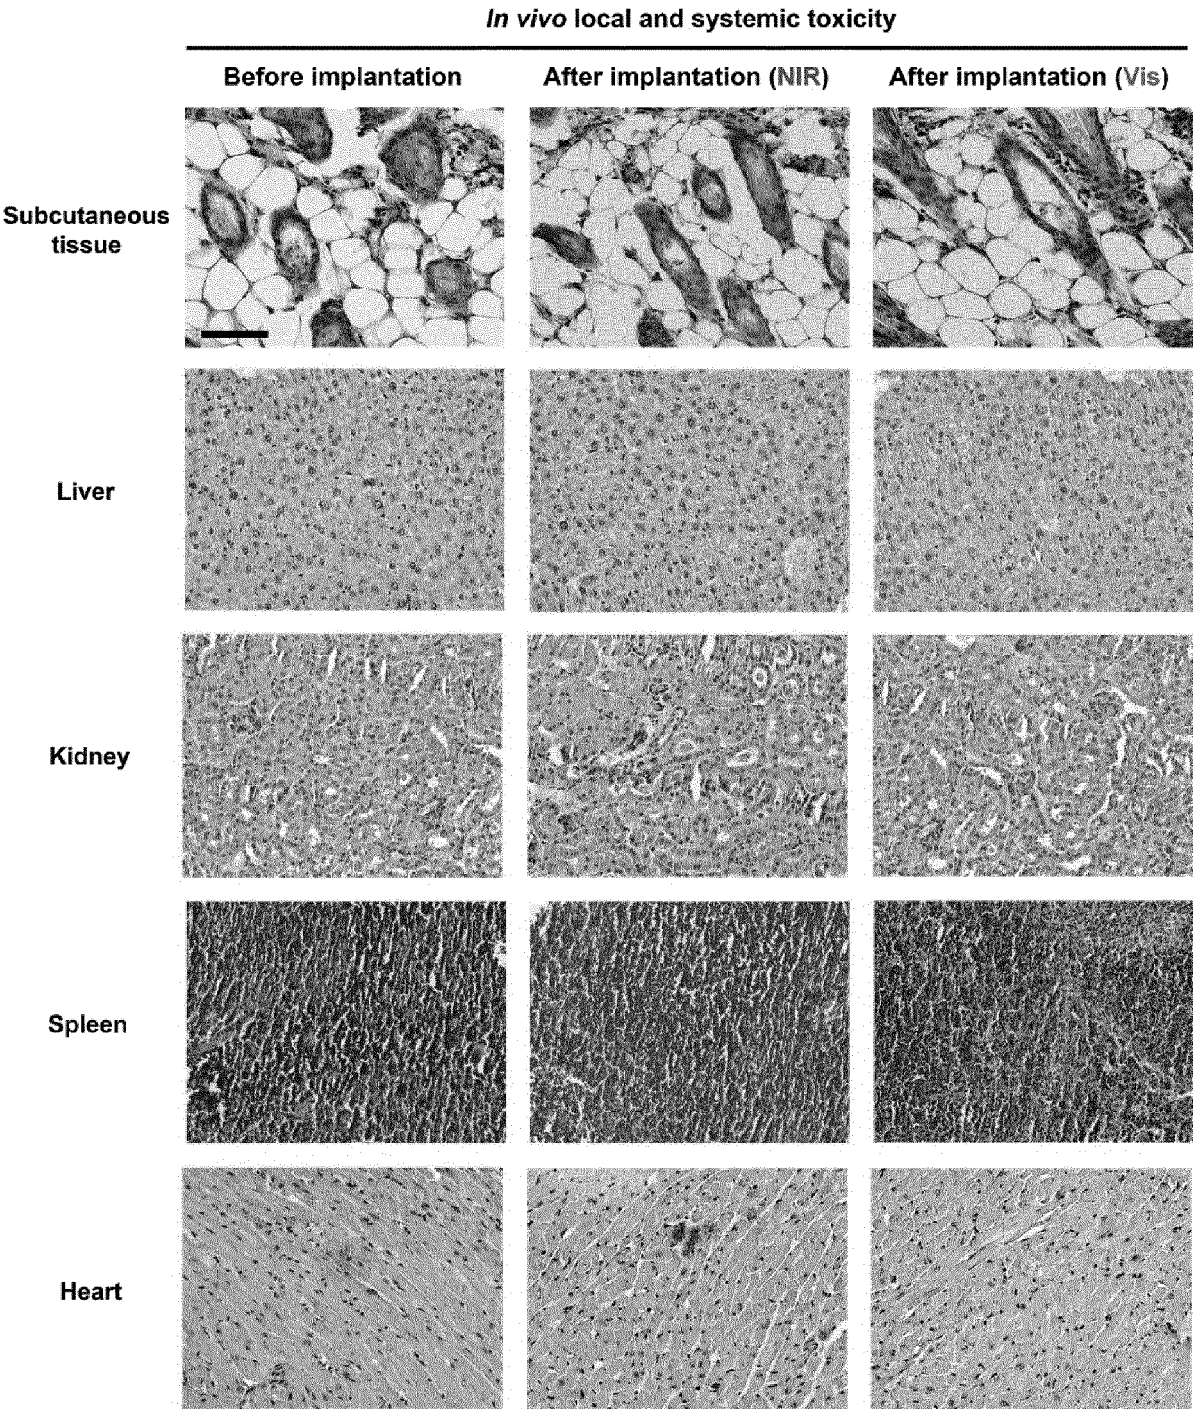 In vivo local and systemic toxicity
Before implantation
After implantation (NIR)
After implantation (Vis)
Subcutaneous
tissue
Liver
Kidney
Spleen
Heart